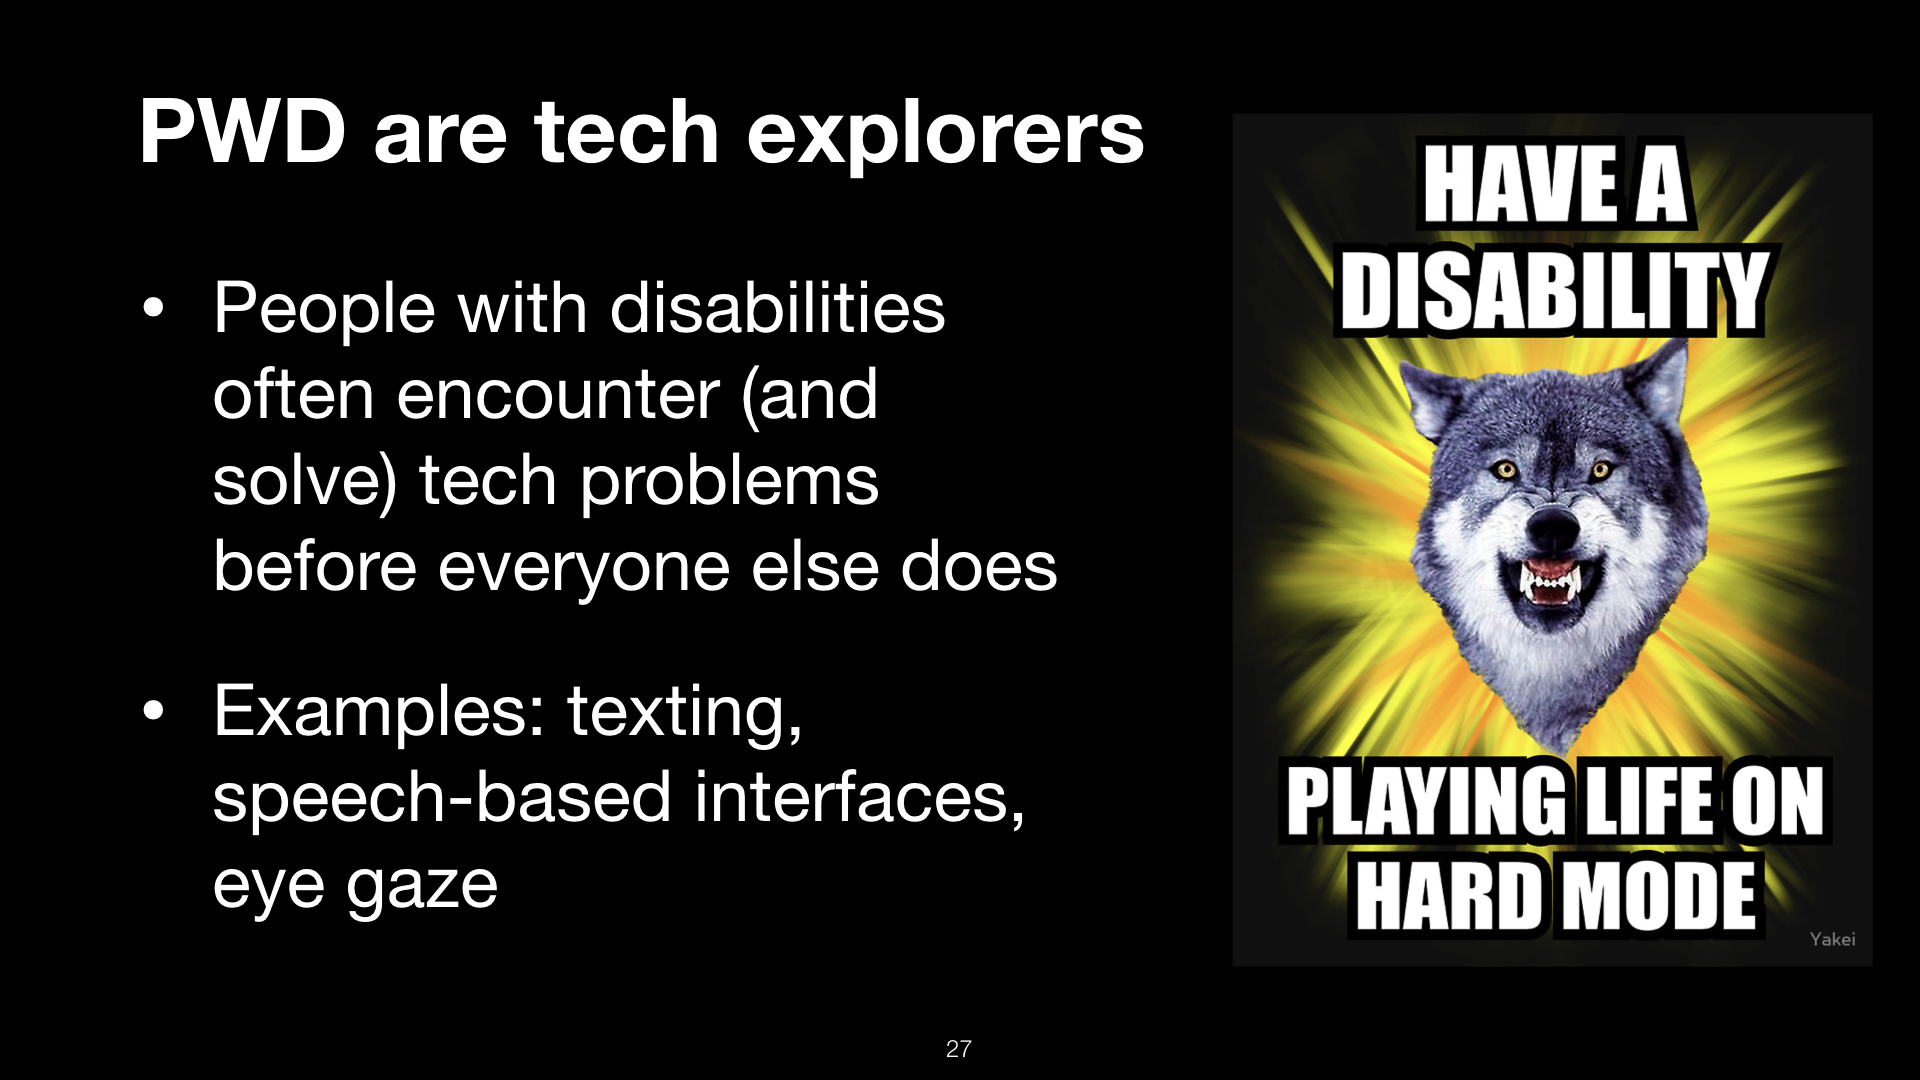 PWD are tech explorers
• People with disabilities
often encounter (and
solve) tech problems
before everyone else does
• Examples: texting,
speech-based interfaces,
eye gaze
HAVE A
DISABILITY
PLAYING LIFE ON
HARD MODE
Yakei
27